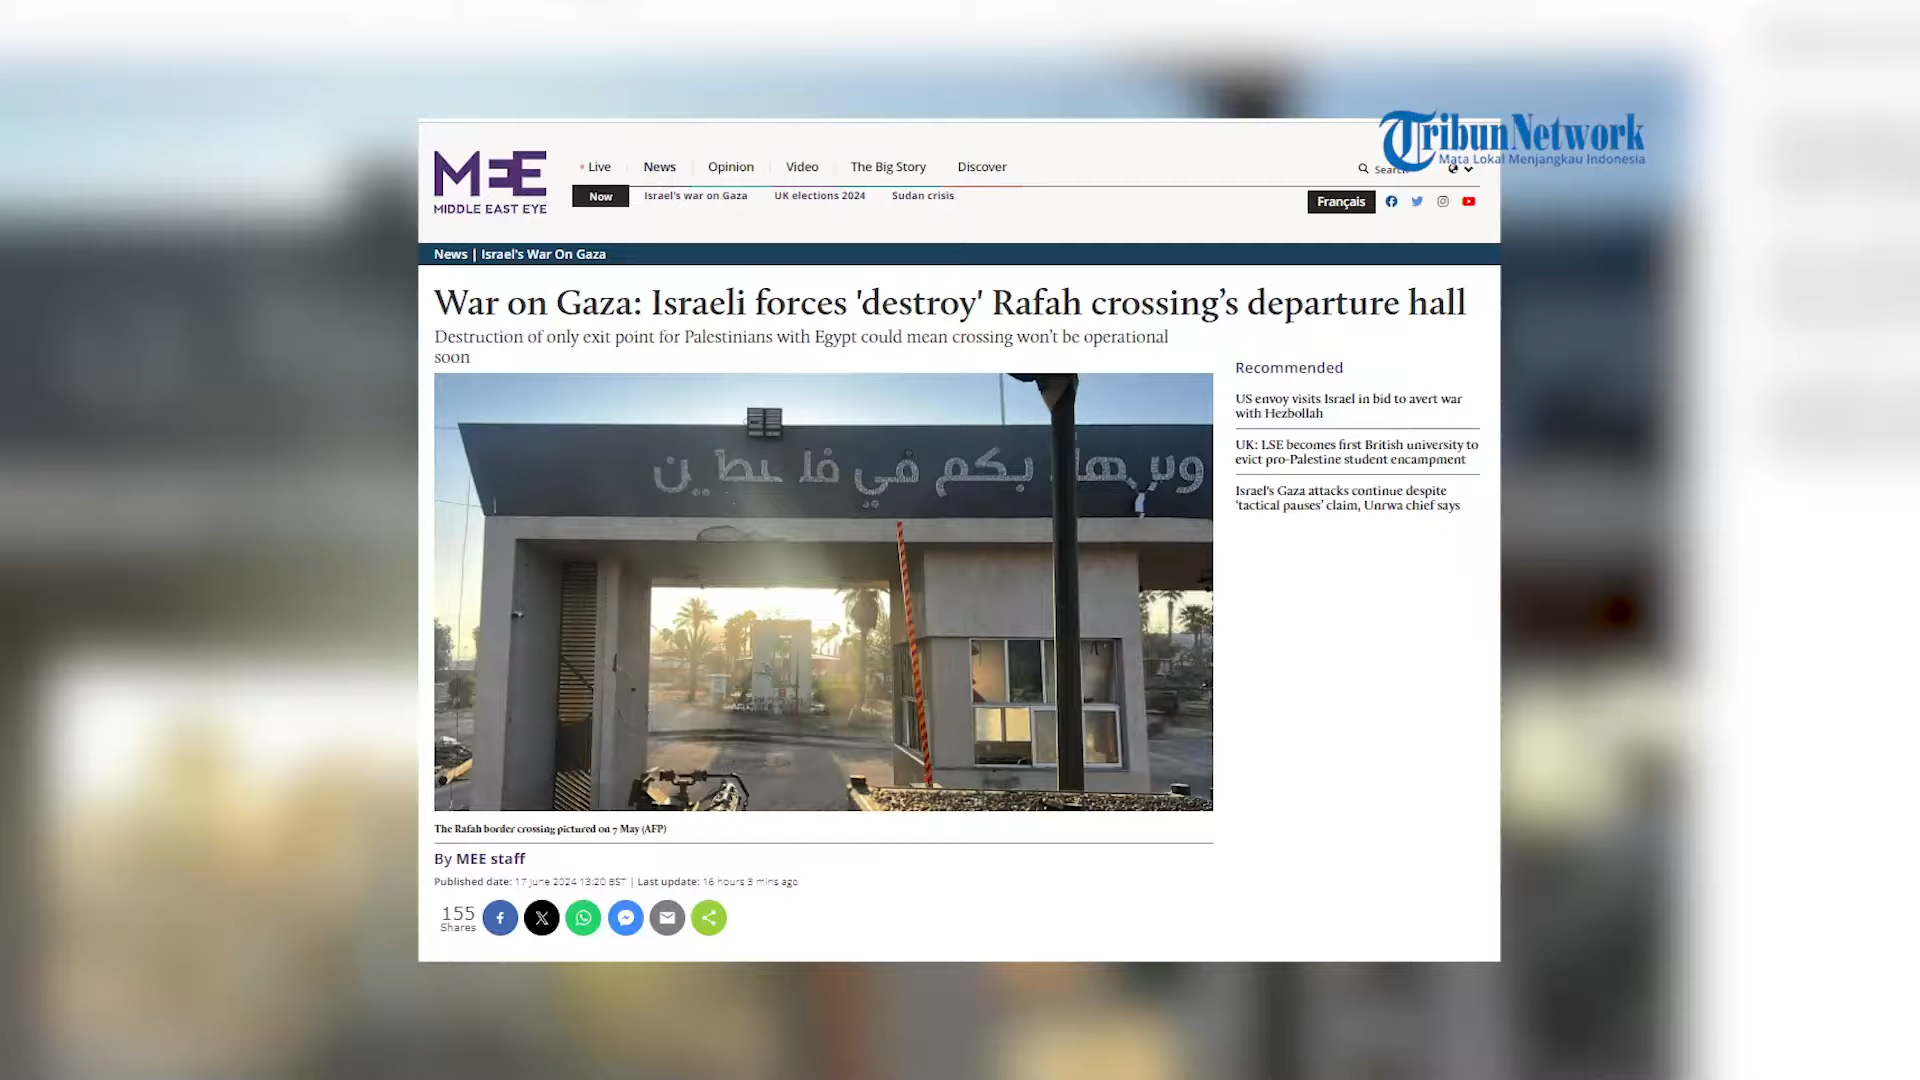 Tribun Network
Mata Lokal Menjangkau Indonesia
MEE
MIDDLE EAST EYE
Live
News
Opinion
Video
The Big Story
Discover
Search
Now
Israel's war on Gaza
UK elections 2024
Sudan crisis
Français
News | Israel's War On Gaza
War on Gaza: Israeli forces 'destroy' Rafah crossing’s departure hall
Destruction of only exit point for Palestinians with Egypt could mean crossing won’t be operational
soon
بكم في فلسطين
The Rafah border crossing pictured on 7 May (AFP)
By MEE staff
Published date: 17 June 2024 13:20 BST | Last update: 16 hours 3 mins ago
155
Shares
Recommended
US envoy visits Israel in bid to avert war
with Hezbollah
UK: LSE becomes first British university to
evict pro-Palestine student encampment
Israel's Gaza attacks continue despite
‘tactical pauses’ claim, Unrwa chief says